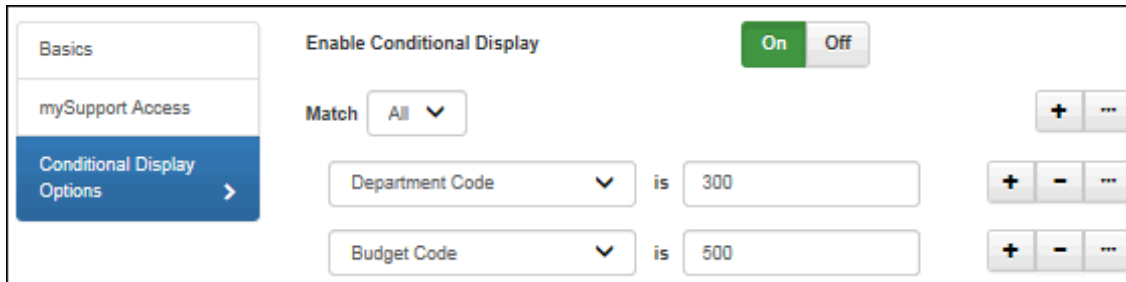 Basics
mySupport Access
Conditional Display
Options
Enable Conditional Display On Off
Match All + ...
Department Code is 300 + - ...
Budget Code is 500 + - ...